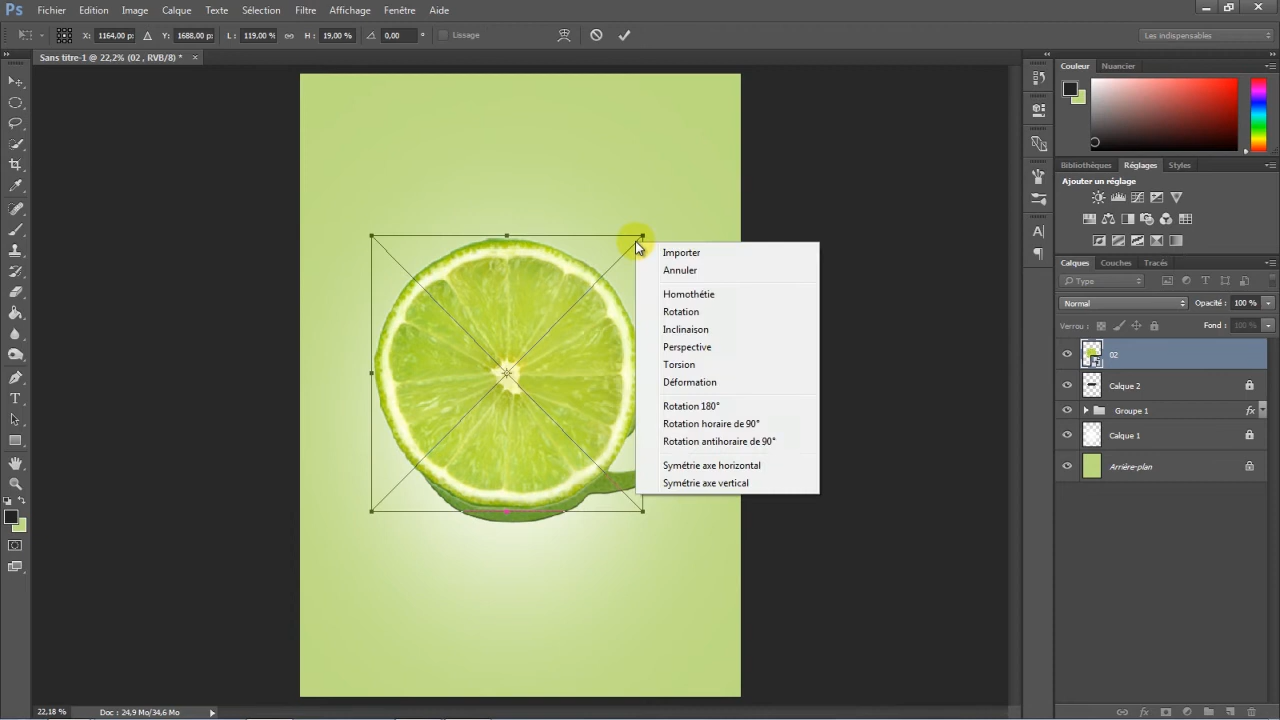 Ps Fichier Edition Image Calque Texte Sélection Filtre Affichage Fenêtre Aide
X: 1164,00 p: Y: 1688,00 p: L: 119,00 % H: 19,00 % 0,00 ° Lissage Les indispensables
Sans titre-1 @ 22,2% (02 , RVB/8) * ×
Couleur Nuancier
Bibliothèques Réglages Styles
Ajouter un réglage
Calques Couches Tracés
Type
Normal Opacité : 100 %
Verrou : Fond : 100 %
02
Calque 2
Groupe 1 fx
Calque 1
Arrière-plan
Importer
Annuler
Homothétie
Rotation
Inclinaison
Perspective
Torsion
Déformation
Rotation 180°
Rotation horaire de 90°
Rotation antihoraire de 90°
Symétrie axe horizontal
Symétrie axe vertical
22,18 % Doc : 24,9 Mo/34,6 Mo